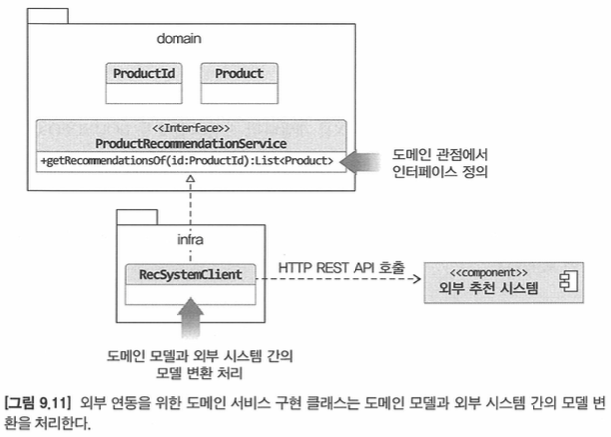 domain
ProductId
Product
<<Interface>>
ProductRecommendationService
+getRecommendationsOf(id:ProductId):List<Product>
도메인 관점에서
인터페이스 정의
infra
RecSystemClient
HTTP REST API 호출
<<component>>
외부 추천 시스템
도메인 모델과 외부 시스템 간의
모델 변환 처리
[그림 9.11] 외부 연동을 위한 도메인 서비스 구현 클래스는 도메인 모델과 외부 시스템 간의 모델 변
환을 처리한다.